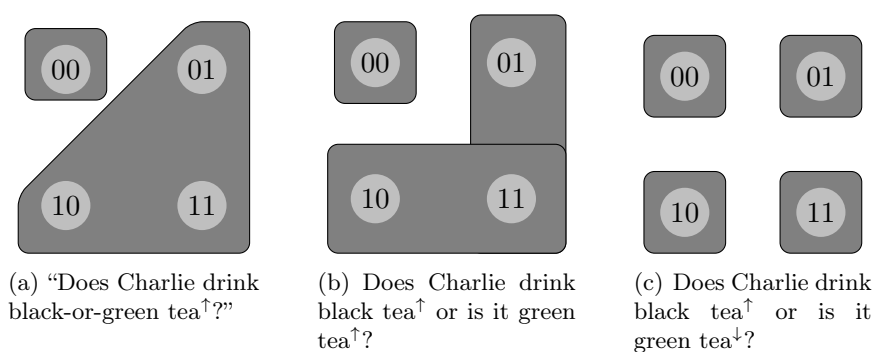 00 01
10 11
(a) “Does Charlie drink
black-or-green tea↑?”
00 01
10 11
(b) Does Charlie drink
black tea↑ or is it green
tea↑?
00 01
10 11
(c) Does Charlie drink
black tea↑ or is it
green tea↓?